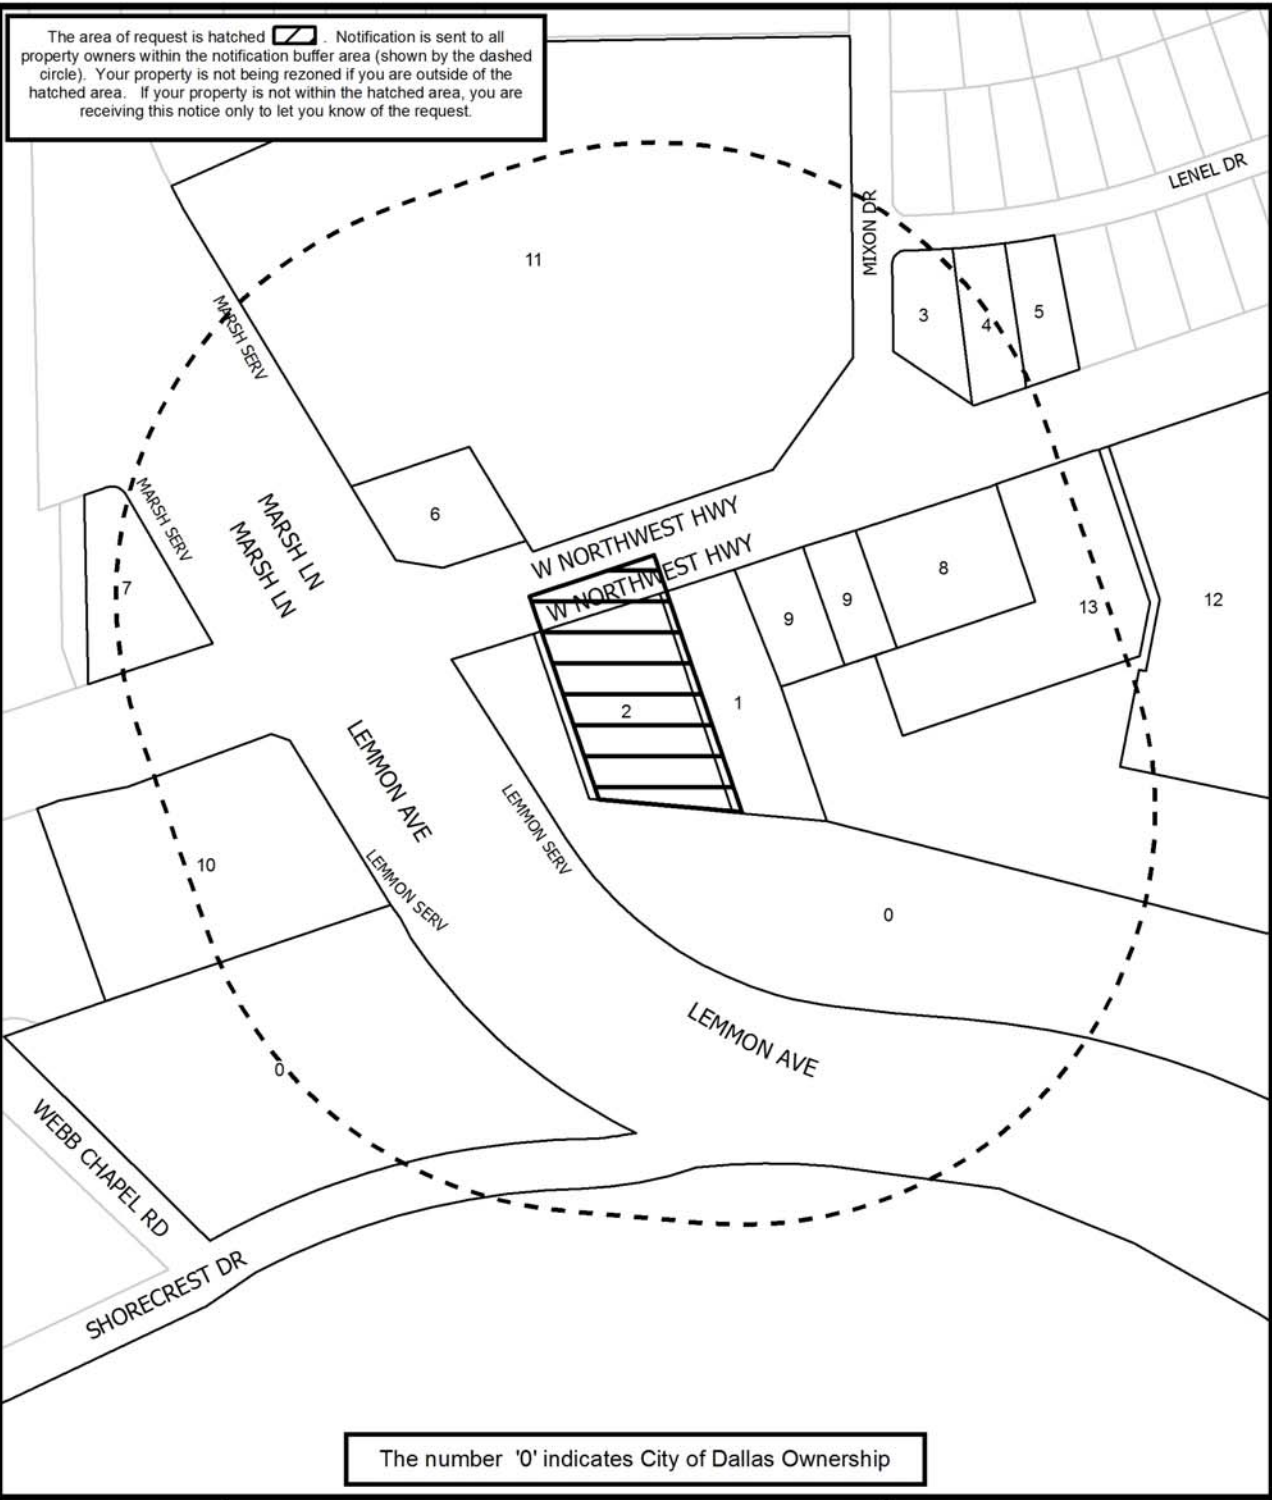 The area of request is hatched . Notification is sent to all
property owners within the notification buffer area (shown by the dashed
circle). Your property is not being rezoned if you are outside of the
hatched area. If your property is not within the hatched area, you are
receiving this notice only to let you know of the request.
LENEL DR
MIXON DR
11
MARSH SERV
3
4
5
MARSH SERV
MARSH LN
MARSH LN
6
W NORTHWEST HWY
W NORTHWEST HWY
7
8
9
9
13
12
2
1
LEMMON AVE
LEMMON SERV
10
LEMMON SERV
0
LEMMON AVE
0
WEBB CHAPEL RD
SHORECREST DR
The number '0' indicates City of Dallas Ownership